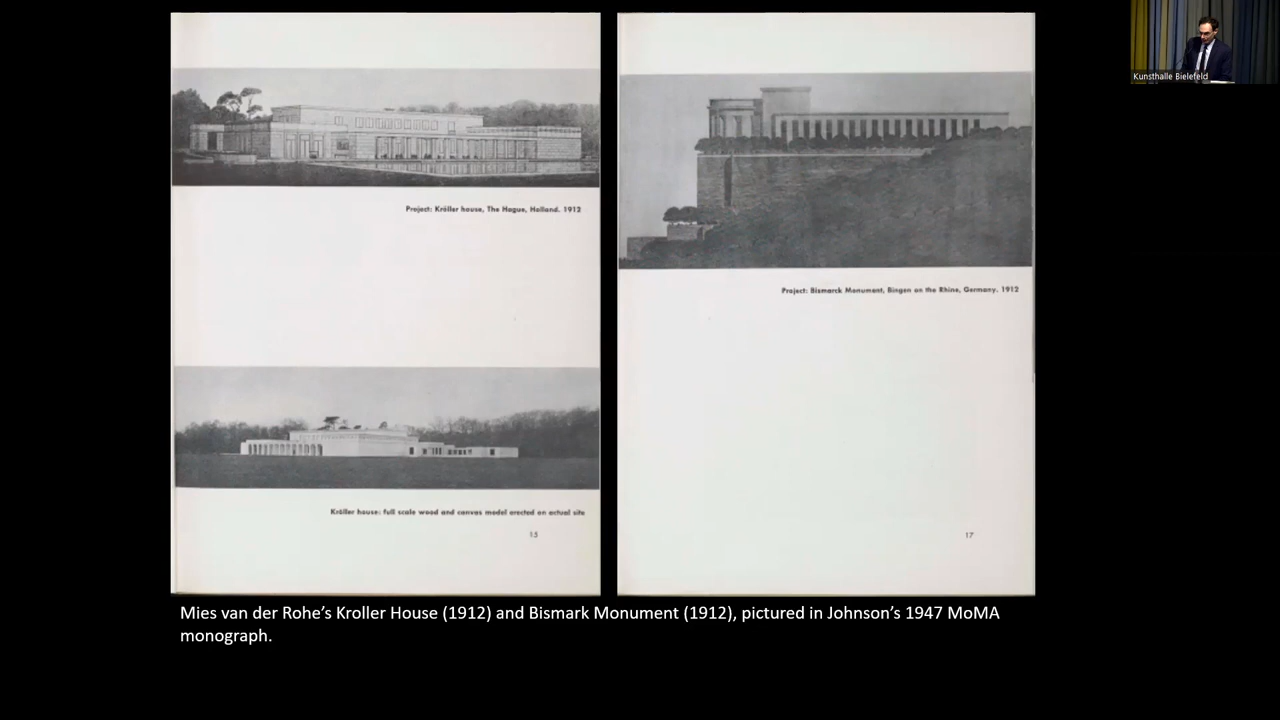 Kunsthalle Bielefeld
Project: Kröller house, The Hague, Holland. 1912
Project: Bismarck Monument, Bingen on the Rhine, Germany. 1912
Kröller house: full scale wood and canvas model erected on actual site
15
17
Mies van der Rohe’s Kroller House (1912) and Bismark Monument (1912), pictured in Johnson’s 1947 MoMA
monograph.